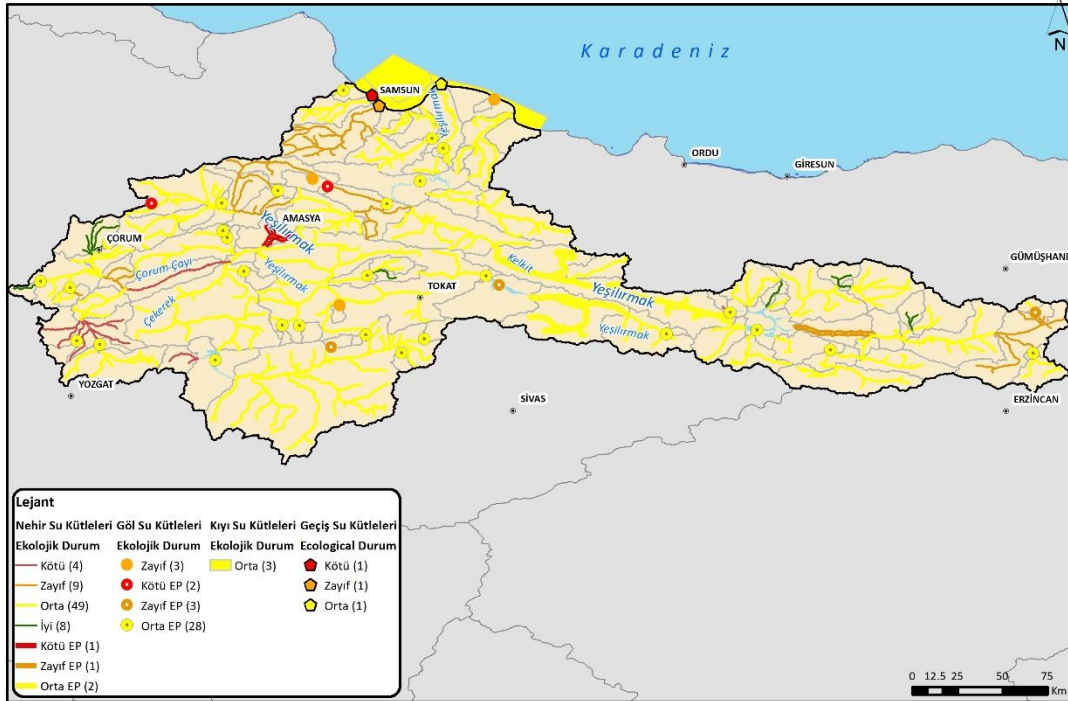 N
Karadeniz
SAMSUN
Yeşilırmak
ORDU
GİRESUN
AMASYA
Yeşilırmak
ÇORUM
GÜMÜŞHANE
Çorum Çayı
Yeşilırmak
Kelkit
TOKAT
Yeşilırmak
Çekerek
Yeşilırmak
YOZGAT
SİVAS
ERZİNCAN
Lejant
Nehir Su Kütleleri Göl Su Kütleleri Kıyı Su Kütleleri Geçiş Su Kütleleri
Ekolojik Durum Ekolojik Durum Ekolojik Durum Ecological Durum
Kötü (4) Zayıf (3) Orta (3) Kötü (1)
Zayıf (9) Kötü EP (2) Zayıf (1)
Orta (49) Zayıf EP (3) Orta (1)
İyi (8) Orta EP (28)
Kötü EP (1)
Zayıf EP (1)
Orta EP (2)
0 12.5 25 50 75
Km